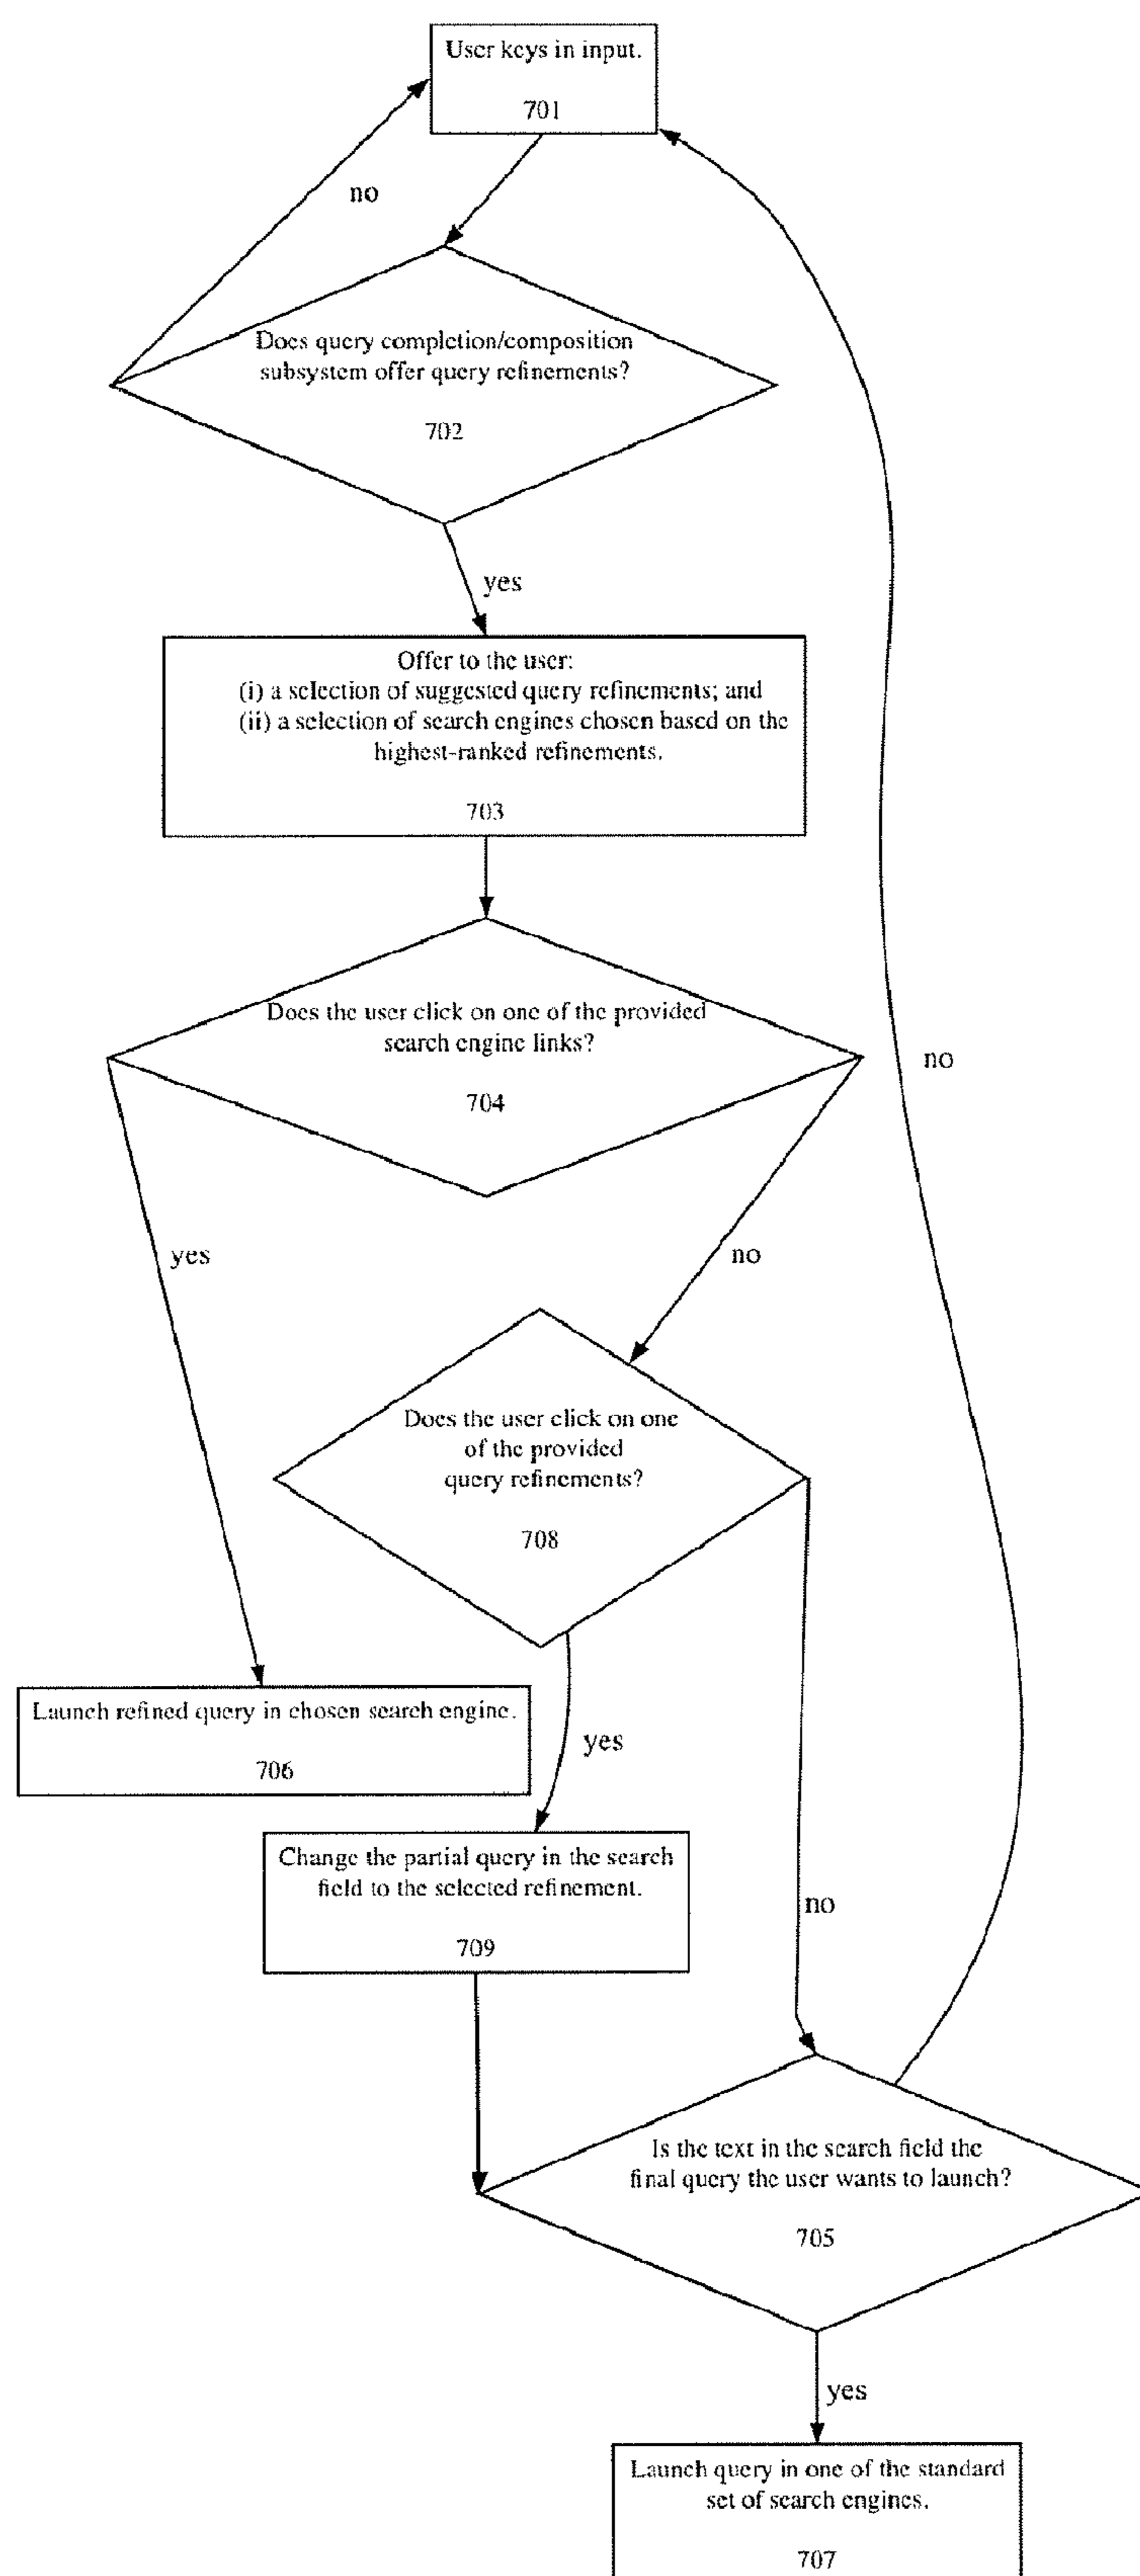 User keys in input.
701
no
Does query completion/composition
subsystem offer query refinements?
702
yes
Offer to the user:
(i) a selection of suggested query refinements; and
(ii) a selection of search engines chosen based on the
highest-ranked refinements.
703
Does the user click on one of the provided
search engine links?
704
no
yes
no
Does the user click on one
of the provided
query refinements?
708
Launch refined query in chosen search engine.
706
yes
Change the partial query in the search
field to the selected refinement.
709
no
Is the text in the search field the
final query the user wants to launch?
705
yes
Launch query in one of the standard
set of search engines.
707